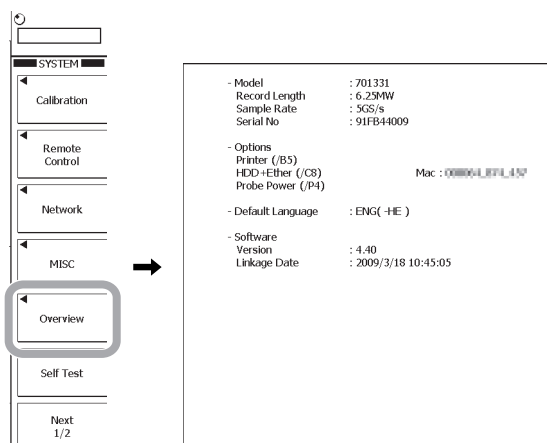 SYSTEM
Calibration
Remote
Control
Network
MISC
Overview
Self Test
Next
1/2
- Model : 701331
Record Length : 6.25MW
Sample Rate : 5GS/s
Serial No : 91FB44009
- Options
Printer (/B5)
HDD+Ether (/C8) Mac :
Probe Power (/P4)
- Default Language : ENG( -HE )
- Software
Version : 4.40
Linkage Date : 2009/3/18 10:45:05